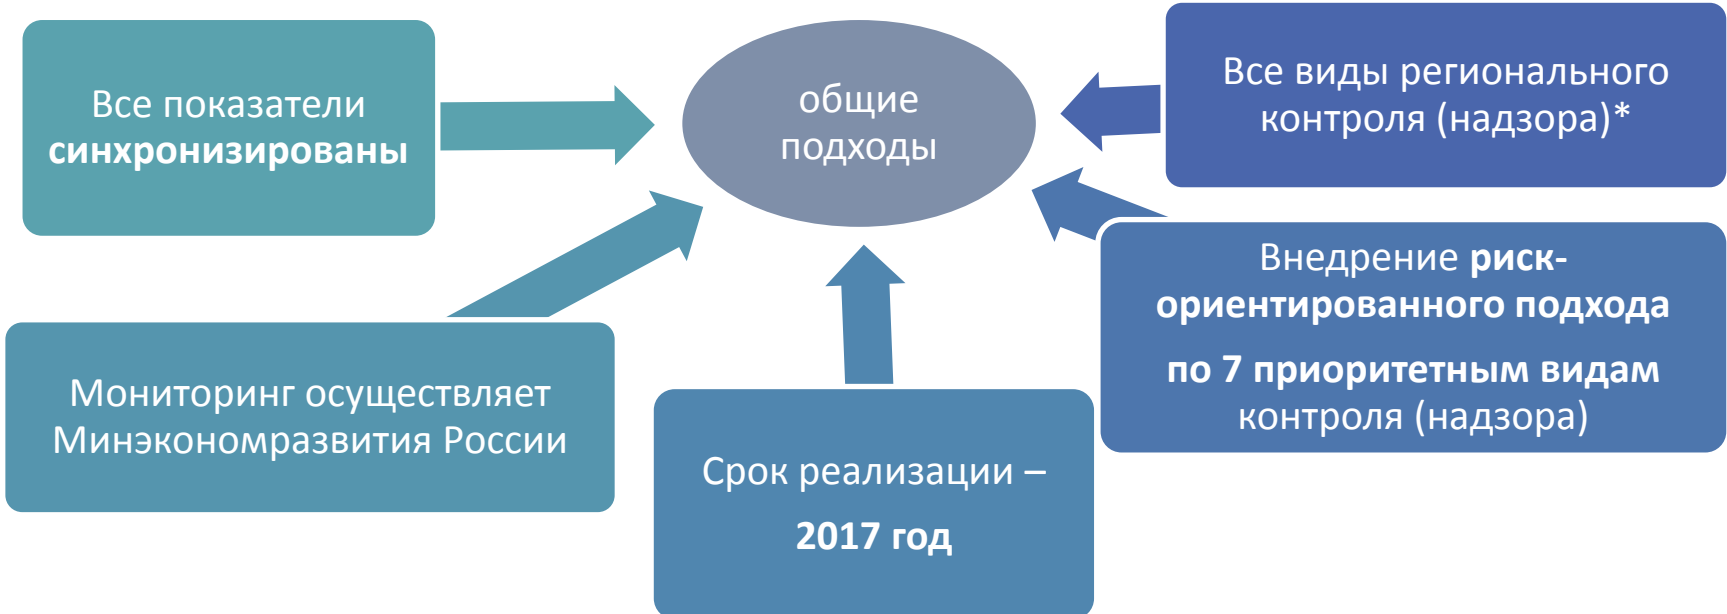 Все показатели
синхронизированы
общие
подходы
Все виды регионального
контроля (надзора)*
Мониторинг осуществляет
Минэкономразвития России
Срок реализации –
2017 год
Внедрение риск-
ориентированного подхода
по 7 приоритетным видам
контроля (надзора)